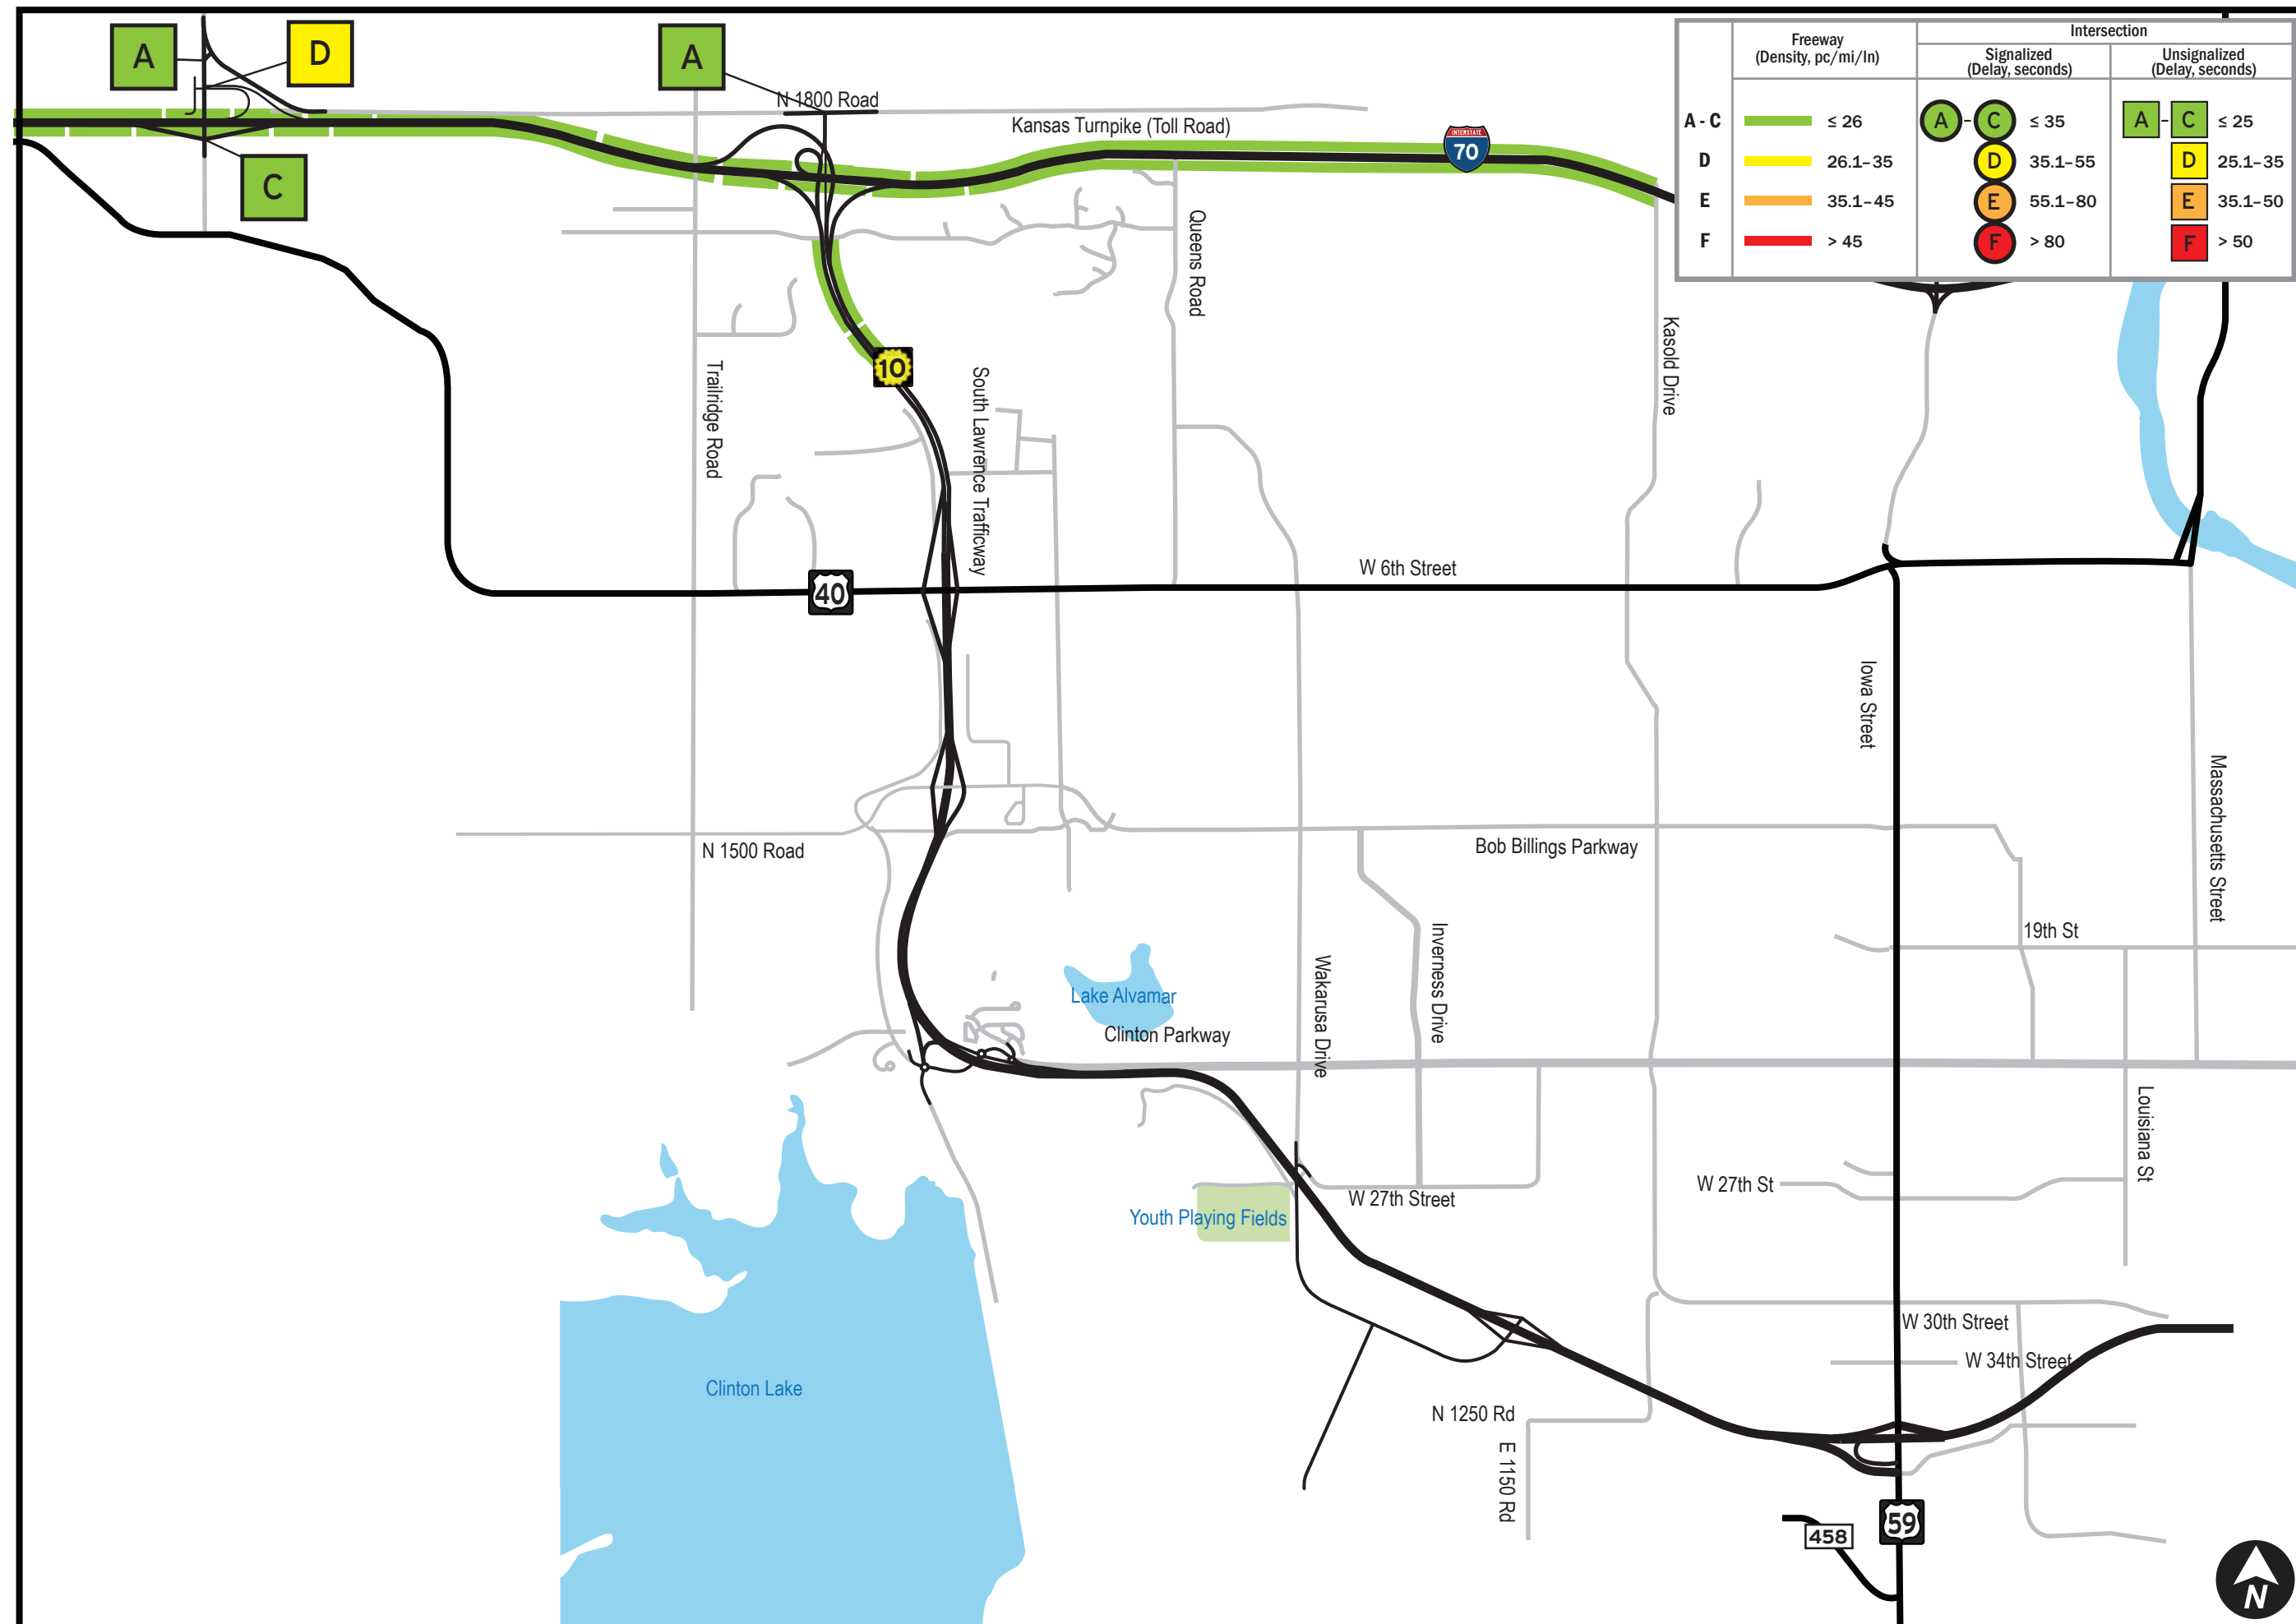 A
D
A
C
Freeway
(Density, pc/mi/ln)
Intersection
Signalized
(Delay, seconds)
Unsignalized
(Delay, seconds)
A - C ≤ 26 A - C ≤ 35 A - C ≤ 25
D 26.1–35 D 35.1–55 D 25.1–35
E 35.1–45 E 55.1–80 E 35.1–50
F > 45 F > 80 F > 50
N 1800 Road
Kansas Turnpike (Toll Road)
INTERSTATE
70
Queens Road
Kasold Drive
10
Trailridge Road
South Lawrence Trafficway
W 6th Street
40
Iowa Street
Massachusetts Street
N 1500 Road
Bob Billings Parkway
19th St
Inverness Drive
Wakarusa Drive
Lake Alvamar
Clinton Parkway
Louisiana St
W 27th St
W 27th Street
Youth Playing Fields
W 30th Street
W 34th Street
Clinton Lake
N 1250 Rd
E 1150 Rd
59
458
N